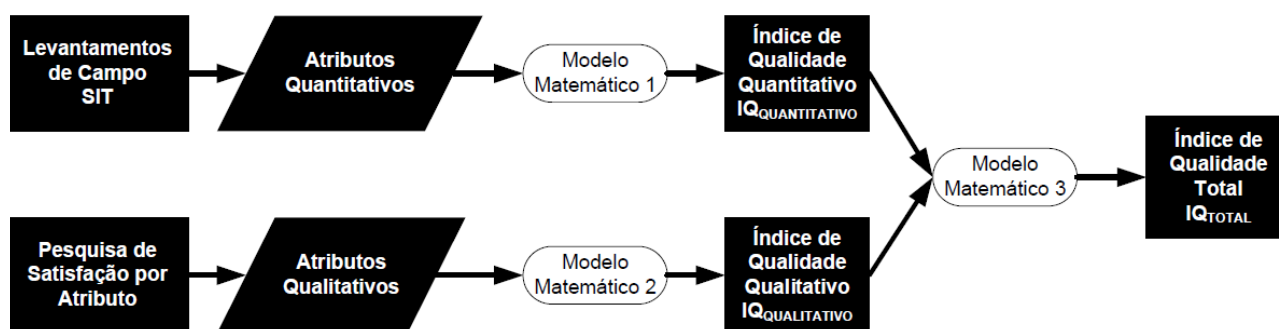 Levantamentos
de Campo
SIT
Atributos
Quantitativos
Modelo
Matemático 1
Índice de
Qualidade
Quantitativo
IQQUANTITATIVO
Modelo
Matemático 3
Índice de
Qualidade
Total
IQTOTAL
Pesquisa de
Satisfação por
Atributo
Atributos
Qualitativos
Modelo
Matemático 2
Índice de
Qualidade
Qualitativo
IQQUALITATIVO